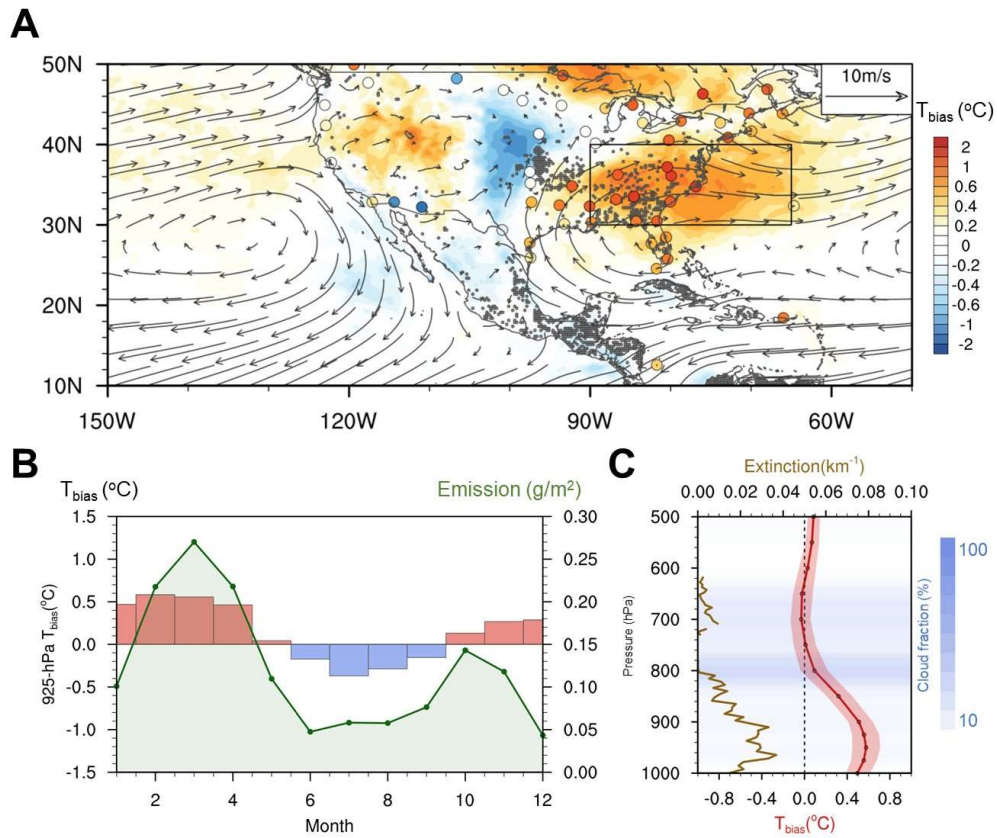 A
50N
40N
30N
20N
10N
150W 120W 90W 60W
10m/s
Tbias (°C)
2
1
0.6
0.4
0.2
0
-0.2
-0.4
-0.6
-1
-2
B
Tbias (°C) Emission (g/m²)
925-hPa Tbias(°C)
1.5
1.0
0.5
0.0
-0.5
-1.0
-1.5
0.30
0.25
0.20
0.15
0.10
0.05
0.00
2 4 6 8 10 12
Month
C
Extinction(km⁻¹)
0.00 0.02 0.04 0.06 0.08 0.10
Pressure (hPa)
500
600
700
800
900
1000
-0.8 -0.4 0.0 0.4 0.8
Tbias(°C)
Cloud fraction (%)
100
10